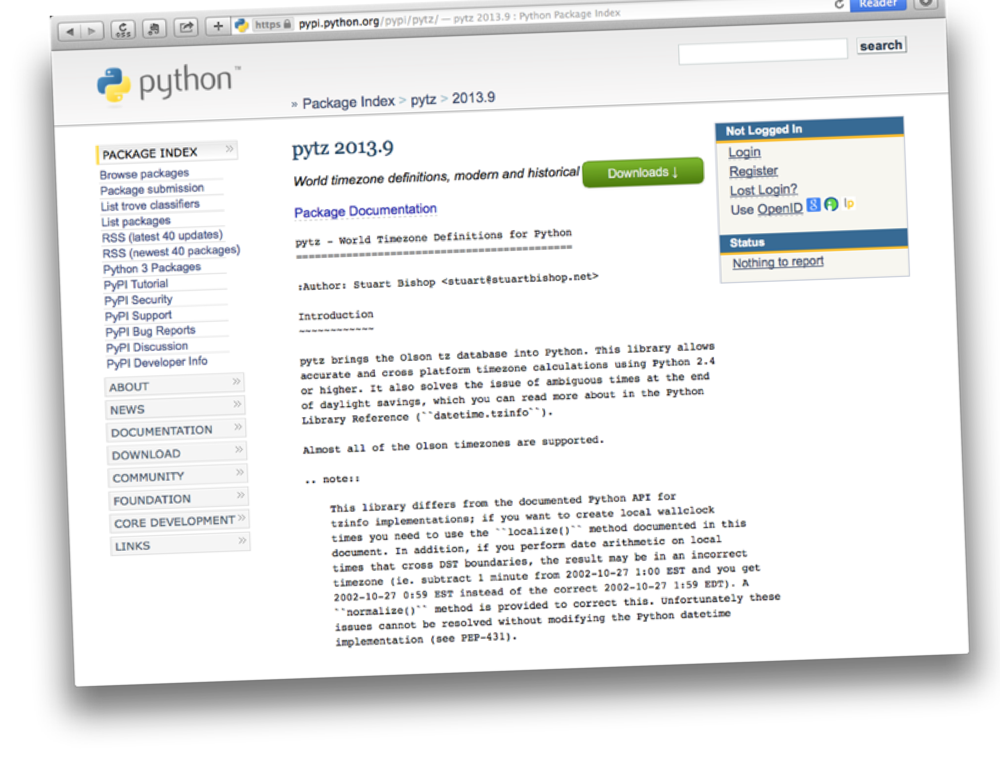 Reader
https pypi.python.org/pypi/pytz/ — pytz 2013.9 : Python Package Index
search
python™
» Package Index > pytz > 2013.9
PACKAGE INDEX »
Browse packages
Package submission
List trove classifiers
List packages
RSS (latest 40 updates)
RSS (newest 40 packages)
Python 3 Packages
PyPI Tutorial
PyPI Security
PyPI Support
PyPI Bug Reports
PyPI Discussion
PyPI Developer Info
ABOUT »
NEWS »
DOCUMENTATION »
DOWNLOAD »
COMMUNITY »
FOUNDATION »
CORE DEVELOPMENT »
LINKS »
pytz 2013.9
World timezone definitions, modern and historical
Downloads ↓
Package Documentation
pytz - World Timezone Definitions for Python
============================================
:Author: Stuart Bishop <stuart@stuartbishop.net>
Introduction
~~~~~~~~~~~~
pytz brings the Olson tz database into Python. This library allows
accurate and cross platform timezone calculations using Python 2.4
or higher. It also solves the issue of ambiguous times at the end
of daylight savings, which you can read more about in the Python
Library Reference (``datetime.tzinfo``).
Almost all of the Olson timezones are supported.
.. note::
This library differs from the documented Python API for
tzinfo implementations; if you want to create local wallclock
times you need to use the ``localize()`` method documented in this
document. In addition, if you perform date arithmetic on local
times that cross DST boundaries, the result may be in an incorrect
timezone (ie. subtract 1 minute from 2002-10-27 1:00 EST and you get
2002-10-27 0:59 EST instead of the correct 2002-10-27 1:59 EDT). A
``normalize()`` method is provided to correct this. Unfortunately these
issues cannot be resolved without modifying the Python datetime
implementation (see PEP-431).
Not Logged In
Login
Register
Lost Login?
Use OpenID 8 lp
Status
Nothing to report